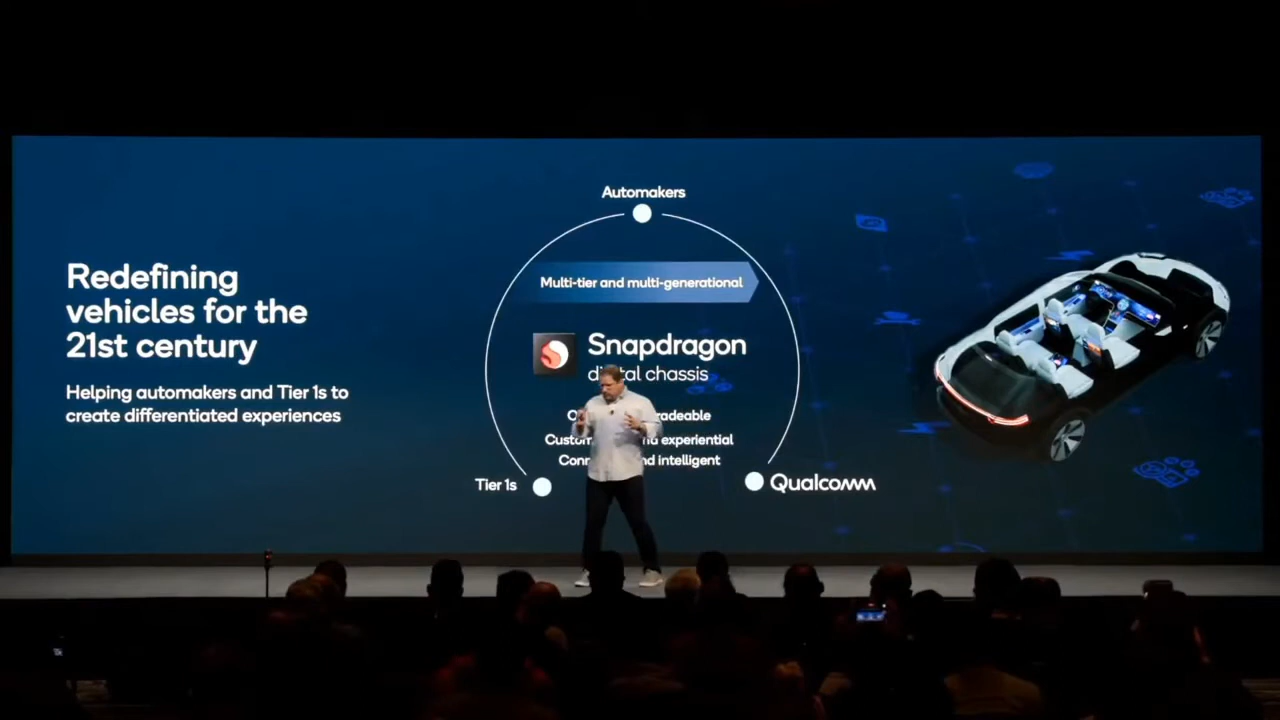 Redefining
vehicles for the
21st century
Helping automakers and Tier 1s to
create differentiated experiences
Automakers
Multi-tier and multi-generational
Snapdragon
chassis
experiential
intelligent
Tier 1s
Qualcomm